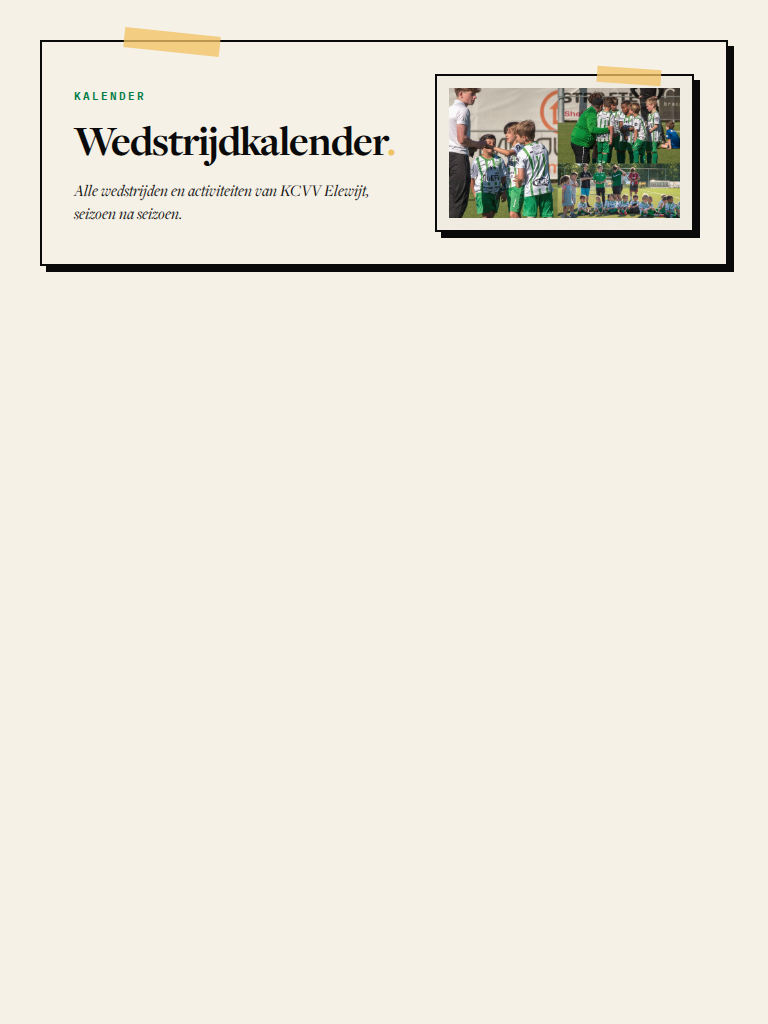 KALENDER
Wedstrijdkalender.
Alle wedstrijden en activiteiten van KCVV Elewijt,
seizoen na seizoen.